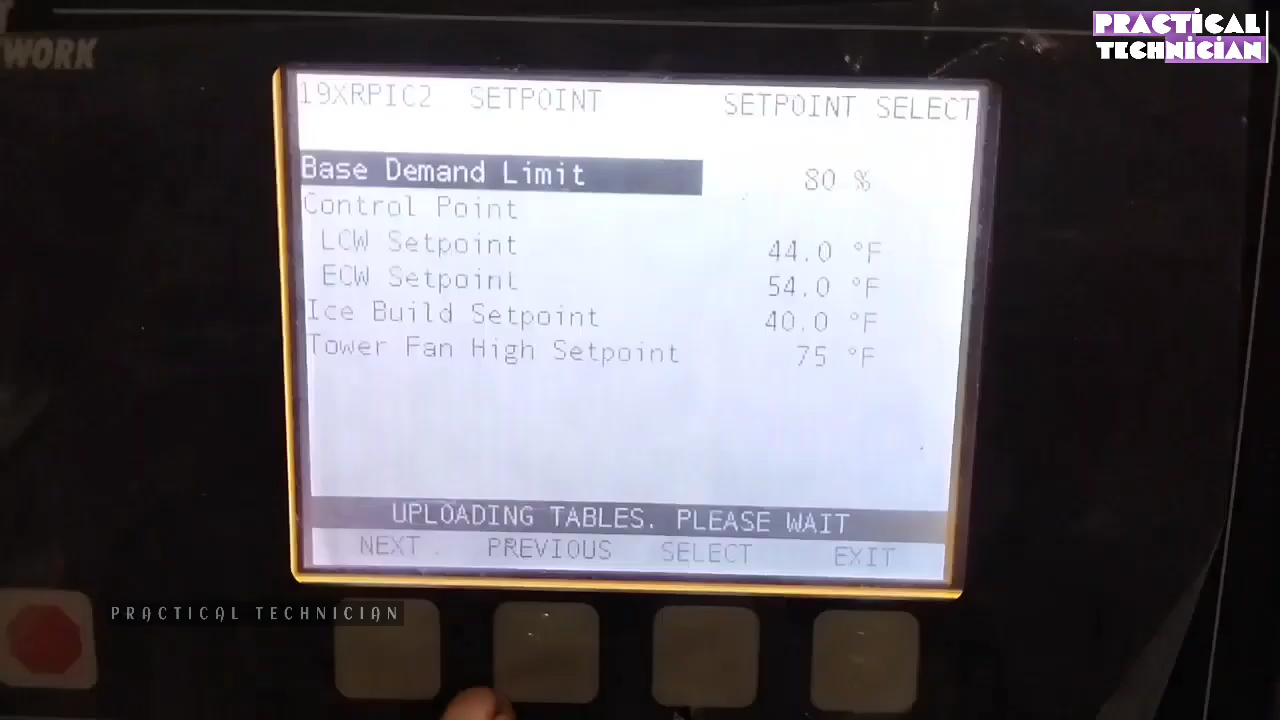 WORK
PRACTICAL
TECHNICIAN
19XRPIC2 SETPOINT SETPOINT SELECT
Base Demand Limit 80 %
Control Point
LCW Setpoint 44.0 °F
ECW Setpoint 54.0 °F
Ice Build Setpoint 40.0 °F
Tower Fan High Setpoint 75 °F
UPLOADING TABLES. PLEASE WAIT
NEXT PREVIOUS SELECT EXIT
PRACTICAL TECHNICIAN